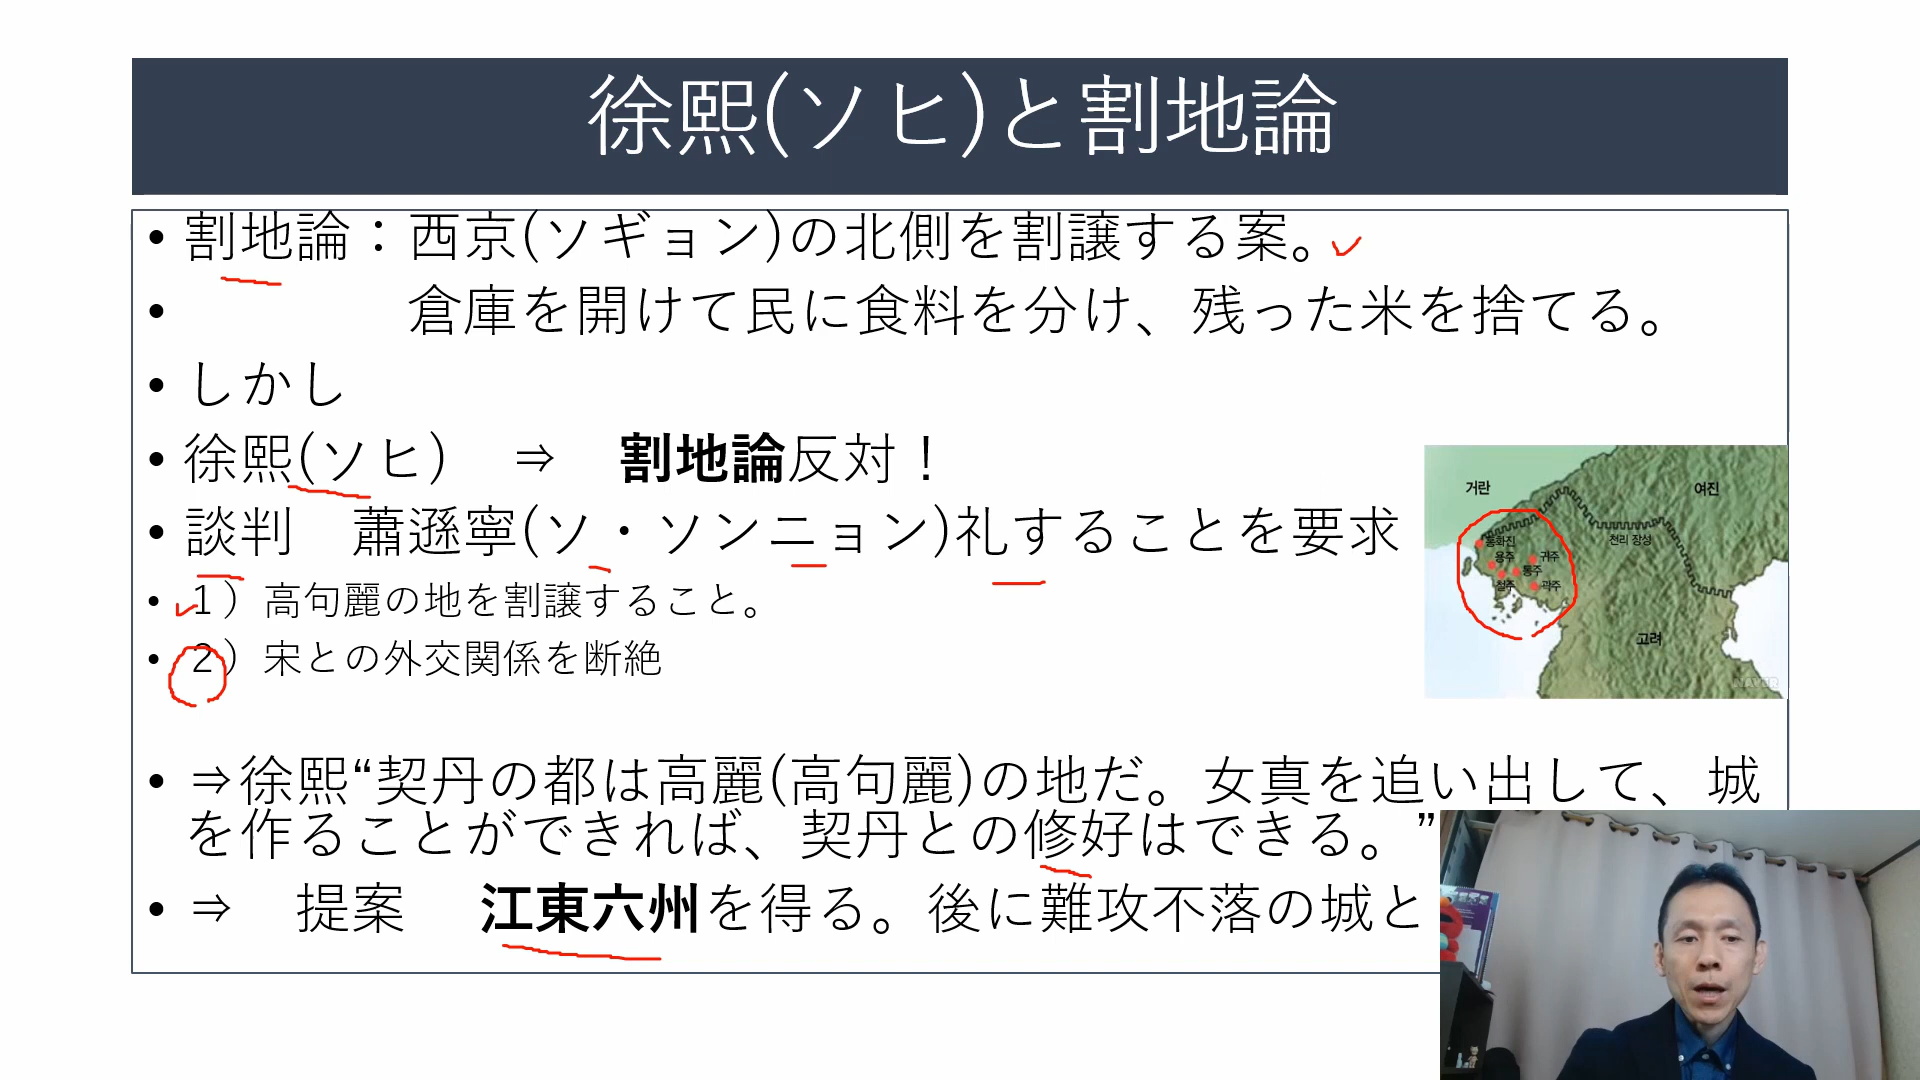 徐熙(ソヒ)と割地論
• 割地論：西京(ソギョン)の北側を割譲する案。
• 倉庫を開けて民に食料を分け、残った米を捨てる。
• しかし
• 徐熙(ソヒ) ⇒ 割地論反対！
• 談判 蕭遜寧(ソ・ソンニョン)礼することを要求
• 1）高句麗の地を割譲すること。
• 2）宋との外交関係を断絶
• ⇒徐熙“契丹の都は高麗(高句麗)の地だ。女真を追い出して、城
を作ることができれば、契丹との修好はできる。”
• ⇒ 提案 江東六州を得る。後に難攻不落の城と
거란
여진
천리 장성
흥화진
용주
귀주
통주
철주
곽주
고려
NAVER